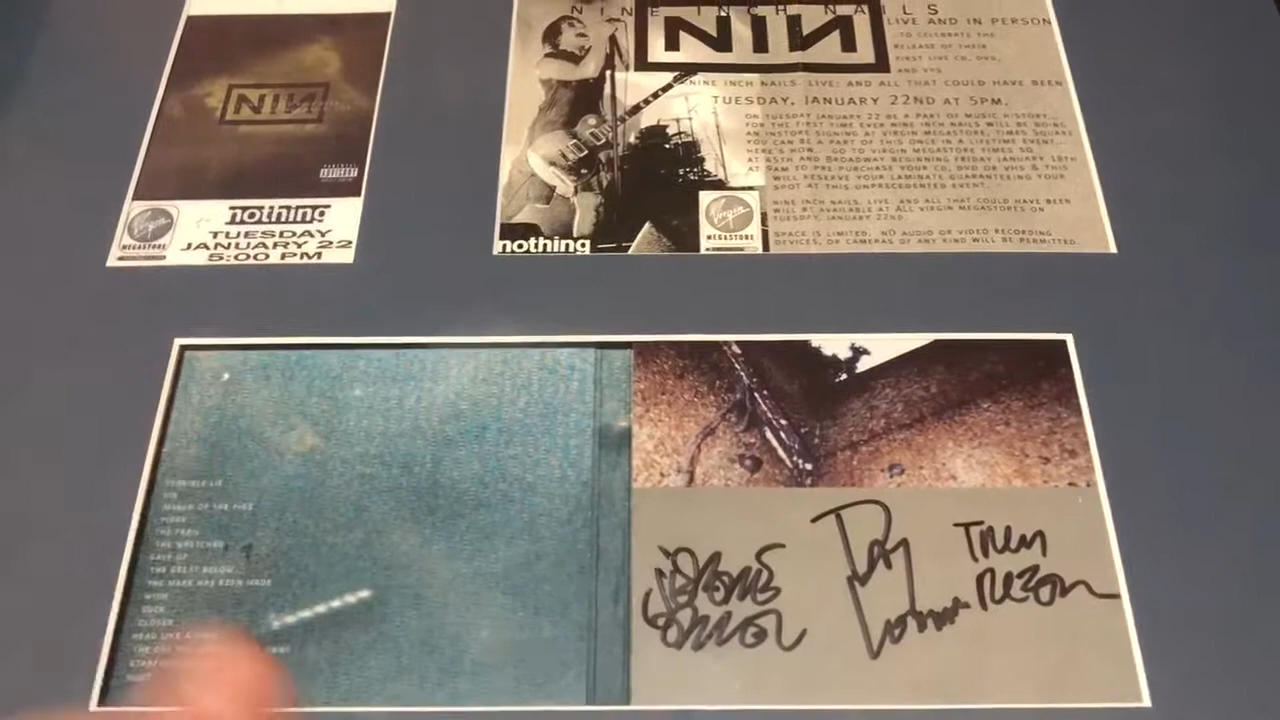 NIN
PARENTAL
ADVISORY
Virgin
MEGASTORE
nothing
TUESDAY
JANUARY 22
5:00 PM
NINE INCH NAILS
NIN
LIVE AND IN PERSON
TO CELEBRATE THE
RELEASE OF THEIR
FIRST LIVE CD, DVD,
AND VHS
NINE INCH NAILS, LIVE: AND ALL THAT COULD HAVE BEEN
TUESDAY, JANUARY 22ND AT 5PM.
ON TUESDAY JANUARY 22 BE A PART OF MUSIC HISTORY...
FOR THE FIRST TIME EVER NINE INCH NAILS WILL BE DOING
AN INSTORE SIGNING AT VIRGIN MEGASTORE, TIMES SQUARE
YOU CAN BE A PART OF THIS ONCE IN A LIFETIME EVENT...
HERE'S HOW... GO TO VIRGIN MEGASTORE TIMES SQ.
AT 45TH AND BROADWAY BEGINNING FRIDAY JANUARY 18TH
AT 9AM TO PRE-PURCHASE YOUR CD, DVD OR VHS & THIS
WILL RESERVE YOUR LAMINATE GUARANTEEING YOUR
SPOT AT THIS UNPRECEDENTED EVENT.
NINE INCH NAILS, LIVE: AND ALL THAT COULD HAVE BEEN
WILL BE AVAILABLE AT ALL VIRGIN MEGASTORES ON
TUESDAY, JANUARY 22ND.
SPACE IS LIMITED. NO AUDIO OR VIDEO RECORDING
DEVICES, OR CAMERAS OF ANY KIND WILL BE PERMITTED.
Virgin
MEGASTORE
nothing
TERRIBLE LIE
SIN
MARCH OF THE PIGS
PIGGY
THE FRAIL
THE WRETCHED
GAVE UP
THE GREAT BELOW
THE MARK HAS BEEN MADE
WISH
SUCK
CLOSER
HEAD LIKE A
THE DAY